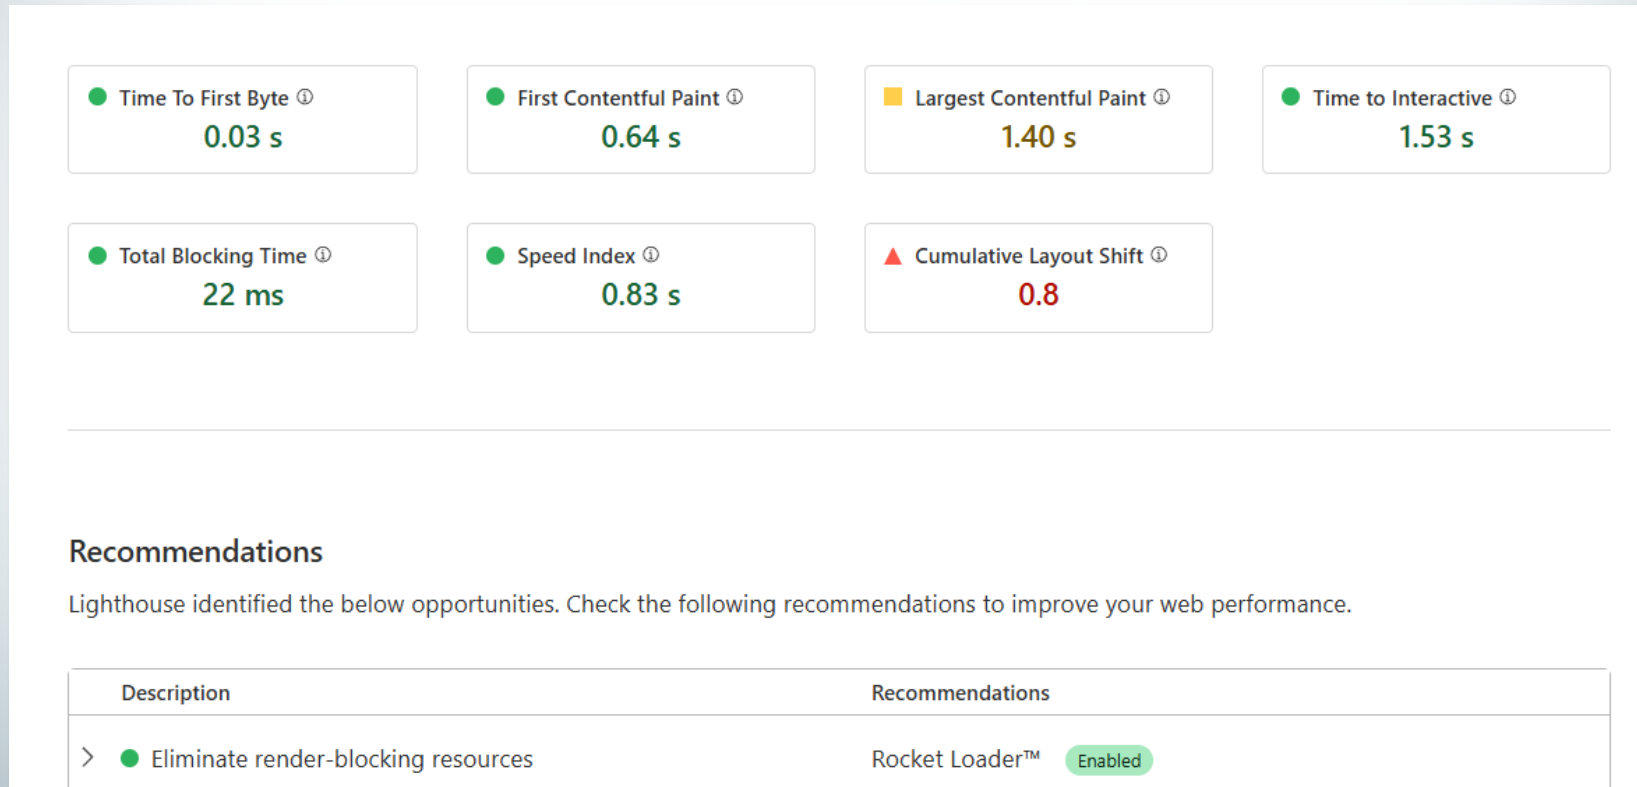 Time To First Byte ⓘ
0.03 s
First Contentful Paint ⓘ
0.64 s
Largest Contentful Paint ⓘ
1.40 s
Time to Interactive ⓘ
1.53 s
Total Blocking Time ⓘ
22 ms
Speed Index ⓘ
0.83 s
Cumulative Layout Shift ⓘ
0.8
Recommendations
Lighthouse identified the below opportunities. Check the following recommendations to improve your web performance.
Description Recommendations
Eliminate render-blocking resources Rocket Loader™ Enabled